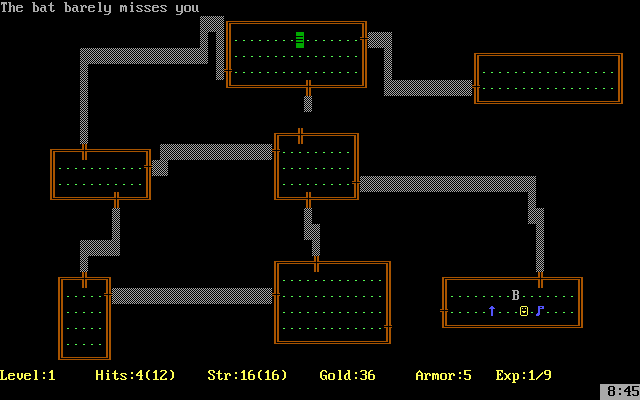 The bat barely misses you
B
Level:1 Hits:4(12) Str:16(16) Gold:36 Armor:5 Exp:1/9
8:45